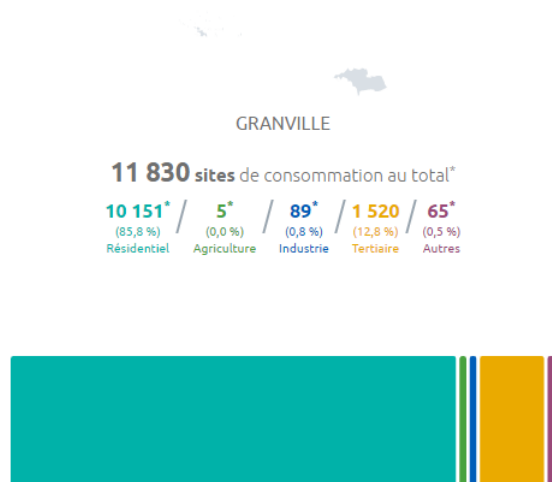 GRANVILLE
11 830 sites de consommation au total*
10 151* / 5* / 89* / 1 520 / 65*
(85,8 %) (0,0 %) (0,8 %) (12,8 %) (0,5 %)
Résidentiel Agriculture Industrie Tertiaire Autres